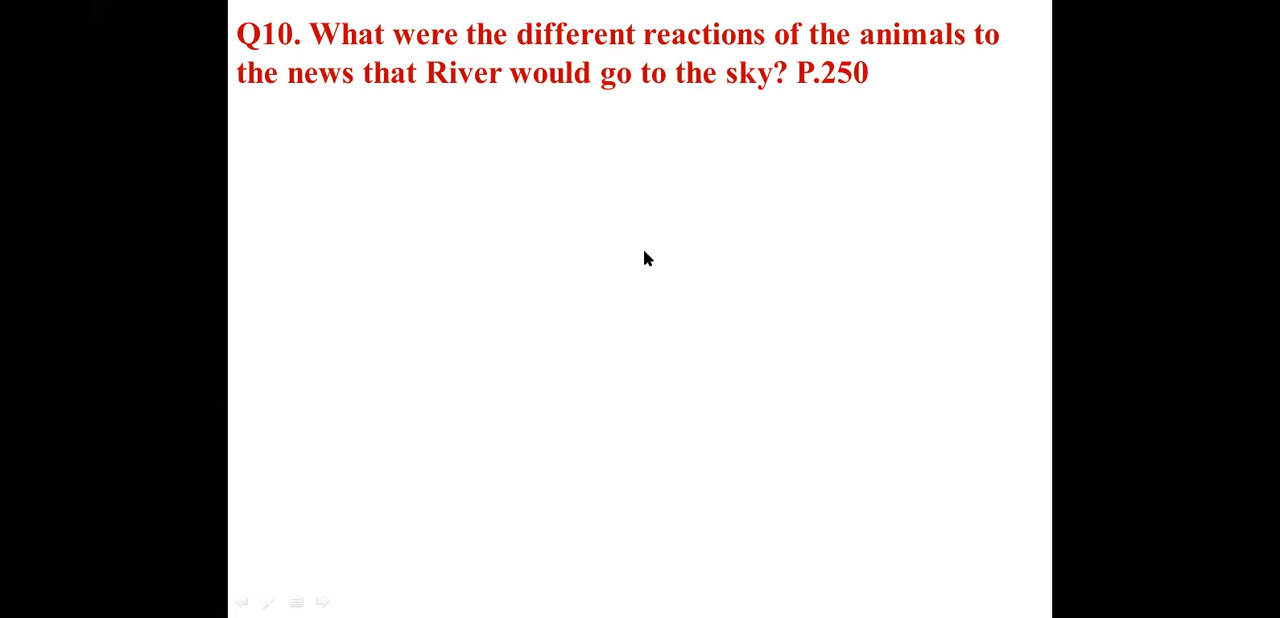 Q10. What were the different reactions of the animals to
the news that River would go to the sky? P.250